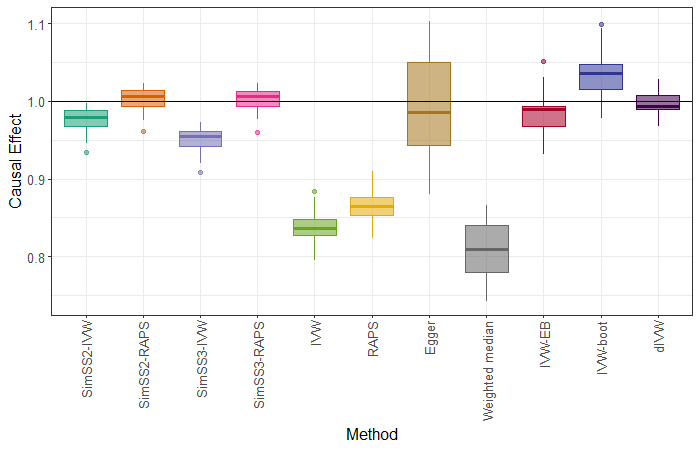 1.1
1.0
0.9
0.8
Causal Effect
SimSS2-IVW
SimSS2-RAPS
SimSS3-IVW
SimSS3-RAPS
IVW
RAPS
Egger
Weighted median
IVW-EB
IVW-boot
dIVW
Method